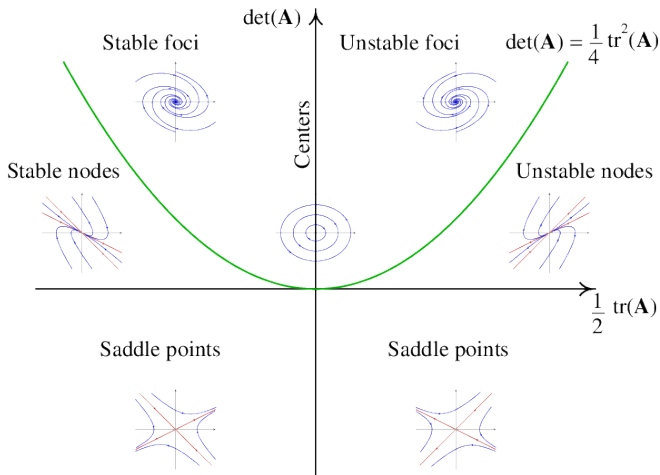 det(A)
Stable foci
Unstable foci
det(A) = 1/4 tr²(A)
Centers
Stable nodes
Unstable nodes
1/2 tr(A)
Saddle points
Saddle points